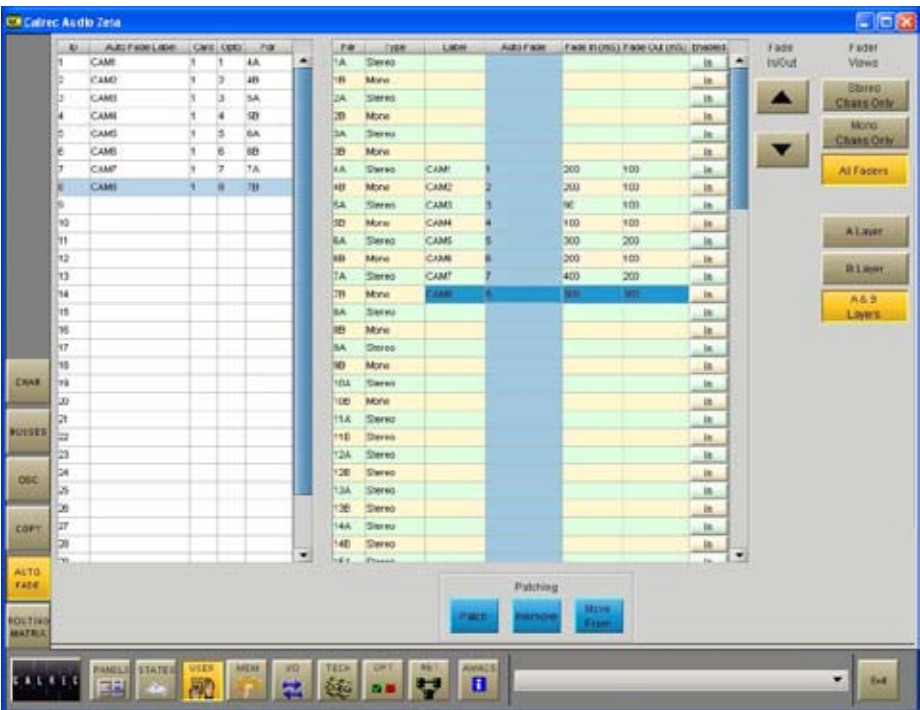 Calrec Audio Zeta
ID Auto Fade Label Card Opto Fdr
1 CAM1 1 1 4A
2 CAM2 1 2 4B
3 CAM3 1 3 5A
4 CAM4 1 4 5B
5 CAM5 1 5 6A
6 CAM6 1 6 6B
7 CAM7 1 7 7A
8 CAM8 1 8 7B
9
10
11
12
13
14
15
16
17
18
19
20
21
22
23
24
25
26
27
28
Fdr Type Label Auto Fade Fade In (mS) Fade Out (mS) Enabled
1A Stereo In
1B Mono In
2A Stereo In
2B Mono In
3A Stereo In
3B Mono In
4A Stereo CAM1 1 200 100 In
4B Mono CAM2 2 200 100 In
5A Stereo CAM3 3 90 100 In
5B Mono CAM4 4 100 100 In
6A Stereo CAM5 5 300 200 In
6B Mono CAM6 6 200 100 In
7A Stereo CAM7 7 400 200 In
7B Mono CAM8 8 In
8A Stereo In
8B Mono In
9A Stereo In
9B Mono In
10A Stereo In
10B Mono In
11A Stereo In
11B Stereo In
12A Stereo In
12B Stereo In
13A Stereo In
13B Stereo In
14A Stereo In
14B Stereo In
Fade
In/Out
Fader
Views
Stereo
Chans Only
Mono
Chans Only
All Faders
A Layer
B Layer
A & B
Layers
CHAN
BUSSES
OSC
COPY
AUTO
FADE
ROUTING
MATRIX
Patching
Patch
Remove
Move
From
CALREC
PANELS
STATES
USER
MEM
I/O
TECH
OPT
NET
AWACS
Exit